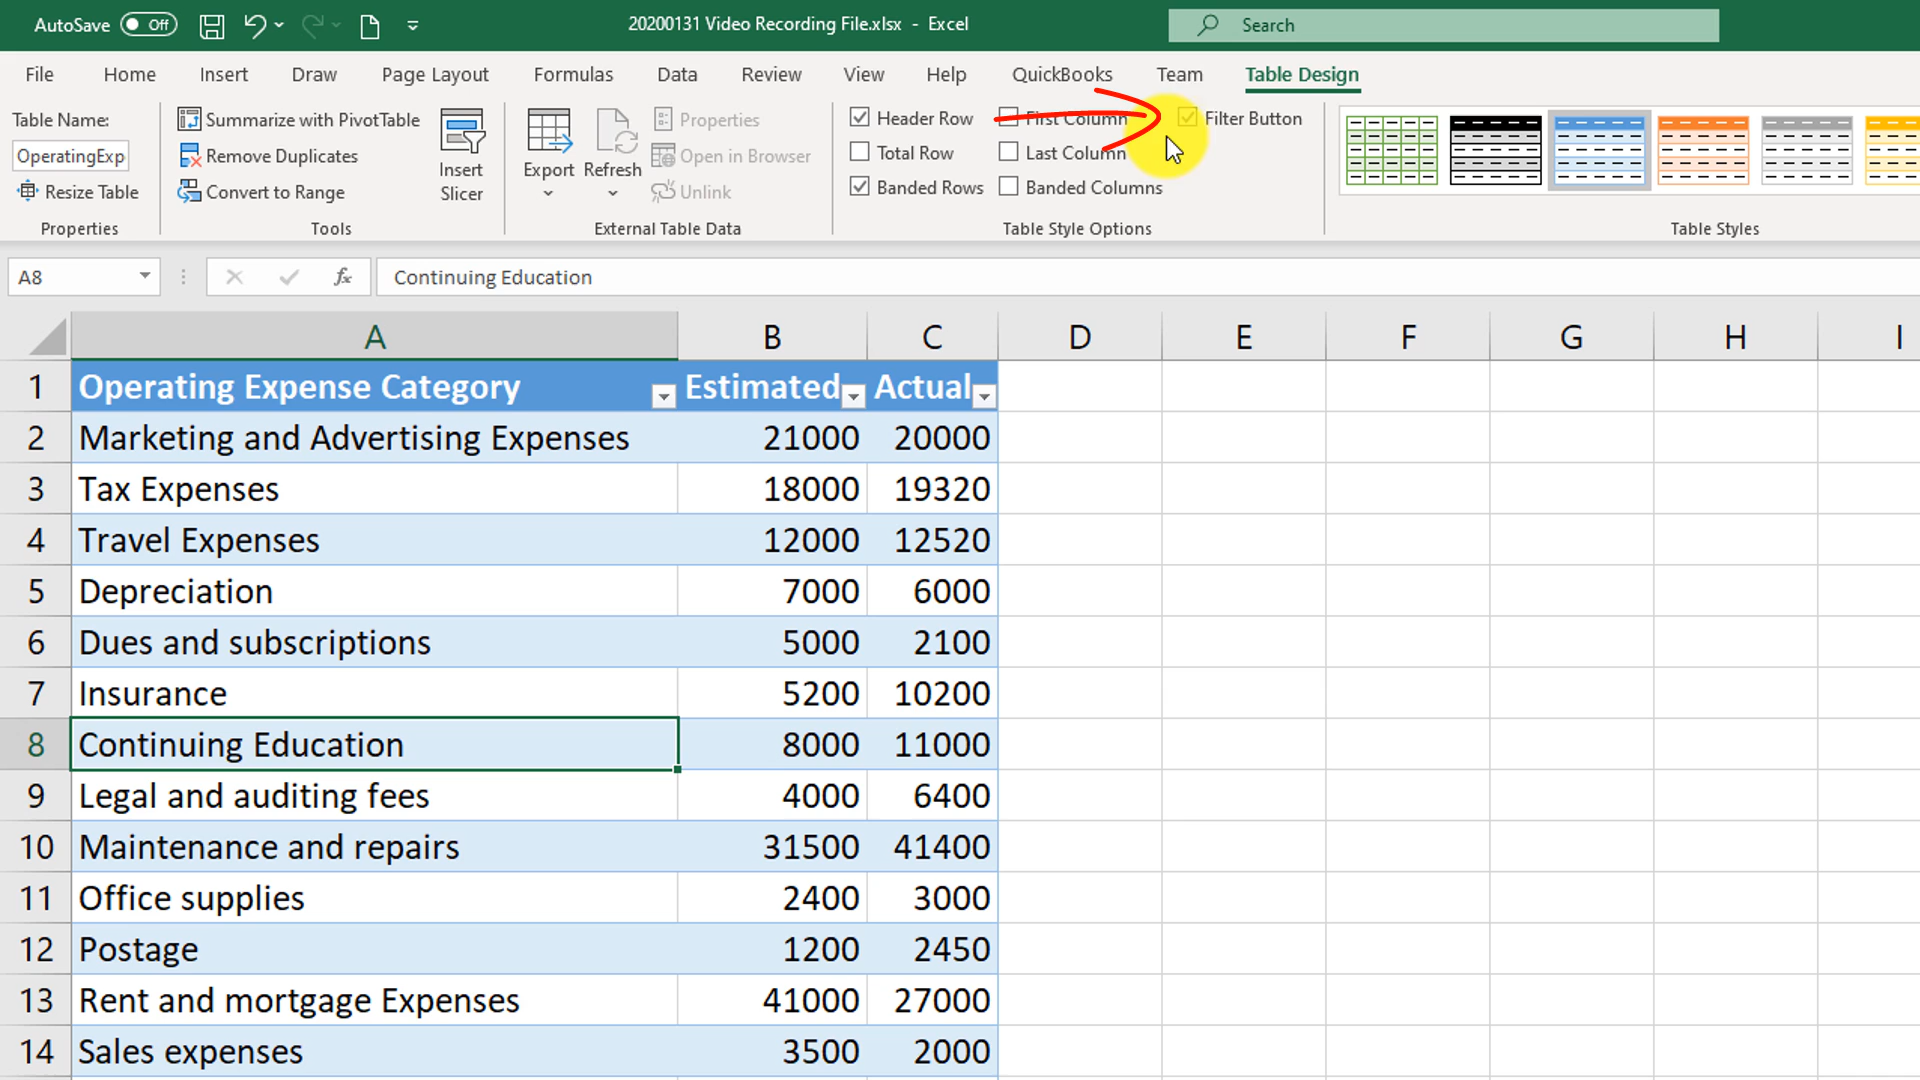 AutoSave Off 20200131 Video Recording File.xlsx - Excel Search
File Home Insert Draw Page Layout Formulas Data Review View Help QuickBooks Team Table Design
Table Name:
OperatingExp
Resize Table
Properties
Summarize with PivotTable
Remove Duplicates
Convert to Range
Insert
Slicer
Tools
Export
Refresh
Properties
Open in Browser
Unlink
External Table Data
Header Row
Total Row
Banded Rows
First Column
Last Column
Banded Columns
Filter Button
Table Style Options
Table Styles
A8 fx Continuing Education
A B C D E F G H I
1 Operating Expense Category Estimated Actual
2 Marketing and Advertising Expenses 21000 20000
3 Tax Expenses 18000 19320
4 Travel Expenses 12000 12520
5 Depreciation 7000 6000
6 Dues and subscriptions 5000 2100
7 Insurance 5200 10200
8 Continuing Education 8000 11000
9 Legal and auditing fees 4000 6400
10 Maintenance and repairs 31500 41400
11 Office supplies 2400 3000
12 Postage 1200 2450
13 Rent and mortgage Expenses 41000 27000
14 Sales expenses 3500 2000